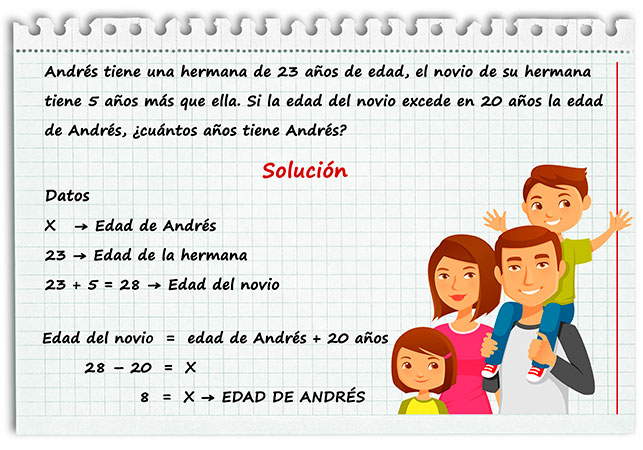 Andrés tiene una hermana de 23 años de edad, el novio de su hermana
tiene 5 años más que ella. Si la edad del novio excede en 20 años la edad
de Andrés, ¿cuántos años tiene Andrés?
Solución
Datos
X → Edad de Andrés
23 → Edad de la hermana
23 + 5 = 28 → Edad del novio
Edad del novio = edad de Andrés + 20 años
28 – 20 = X
8 = X → EDAD DE ANDRÉS